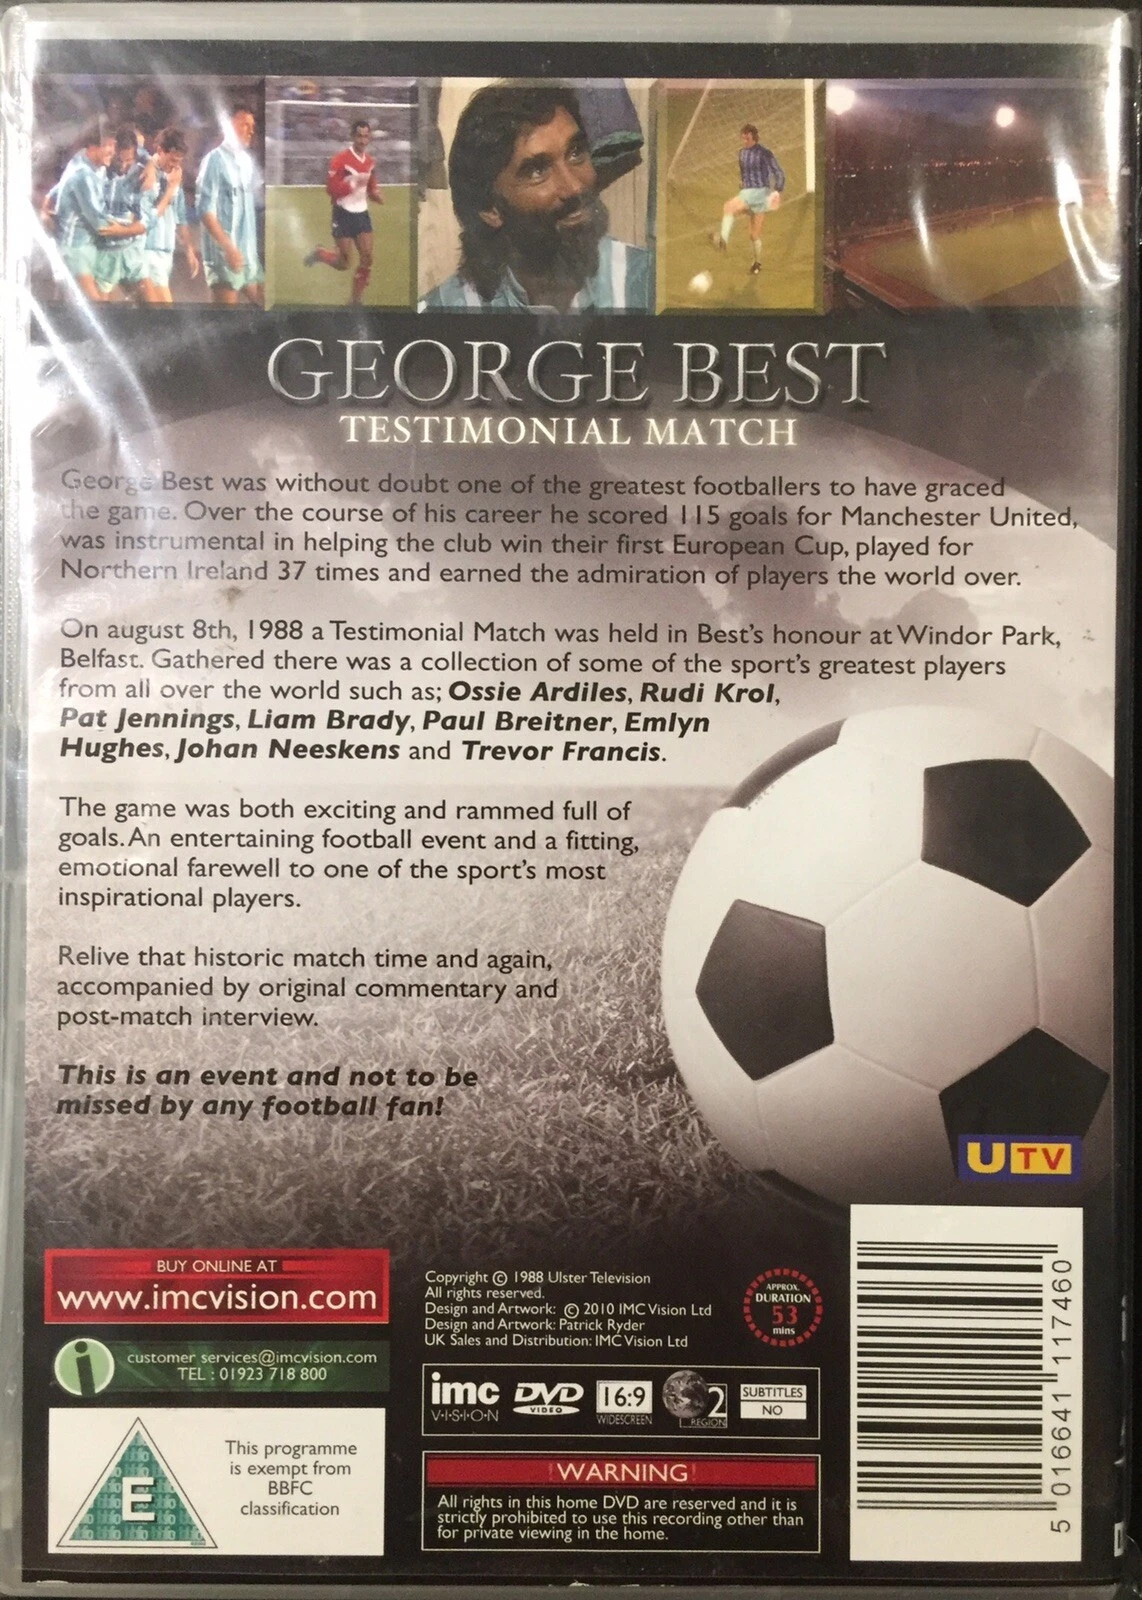 GEORGE BEST
TESTIMONIAL MATCH
George Best was without doubt one of the greatest footballers to have graced
the game. Over the course of his career he scored 115 goals for Manchester United,
was instrumental in helping the club win their first European Cup, played for
Northern Ireland 37 times and earned the admiration of players the world over.
On august 8th, 1988 a Testimonial Match was held in Best's honour at Windor Park,
Belfast. Gathered there was a collection of some of the sport's greatest players
from all over the world such as; Ossie Ardiles, Rudi Krol,
Pat Jennings, Liam Brady, Paul Breitner, Emlyn
Hughes, Johan Neeskens and Trevor Francis.
The game was both exciting and rammed full of
goals. An entertaining football event and a fitting,
emotional farewell to one of the sport's most
inspirational players.
Relive that historic match time and again,
accompanied by original commentary and
post-match interview.
This is an event and not to be
missed by any football fan!
UTV
BUY ONLINE AT
www.imcvision.com
customer services@imcvision.com
TEL : 01923 718 800
E
This programme
is exempt from
BBFC
classification
Copyright © 1988 Ulster Television
All rights reserved.
Design and Artwork: © 2010 IMC Vision Ltd
Design and Artwork: Patrick Ryder
UK Sales and Distribution: IMC Vision Ltd
APPROX.
DURATION
53
mins
imc
V·I·S·I·O·N
DVD
VIDEO
16:9
WIDESCREEN
2
REGION
SUBTITLES
NO
WARNING
All rights in this home DVD are reserved and it is
strictly prohibited to use this recording other than
for private viewing in the home.
5 016641 117460